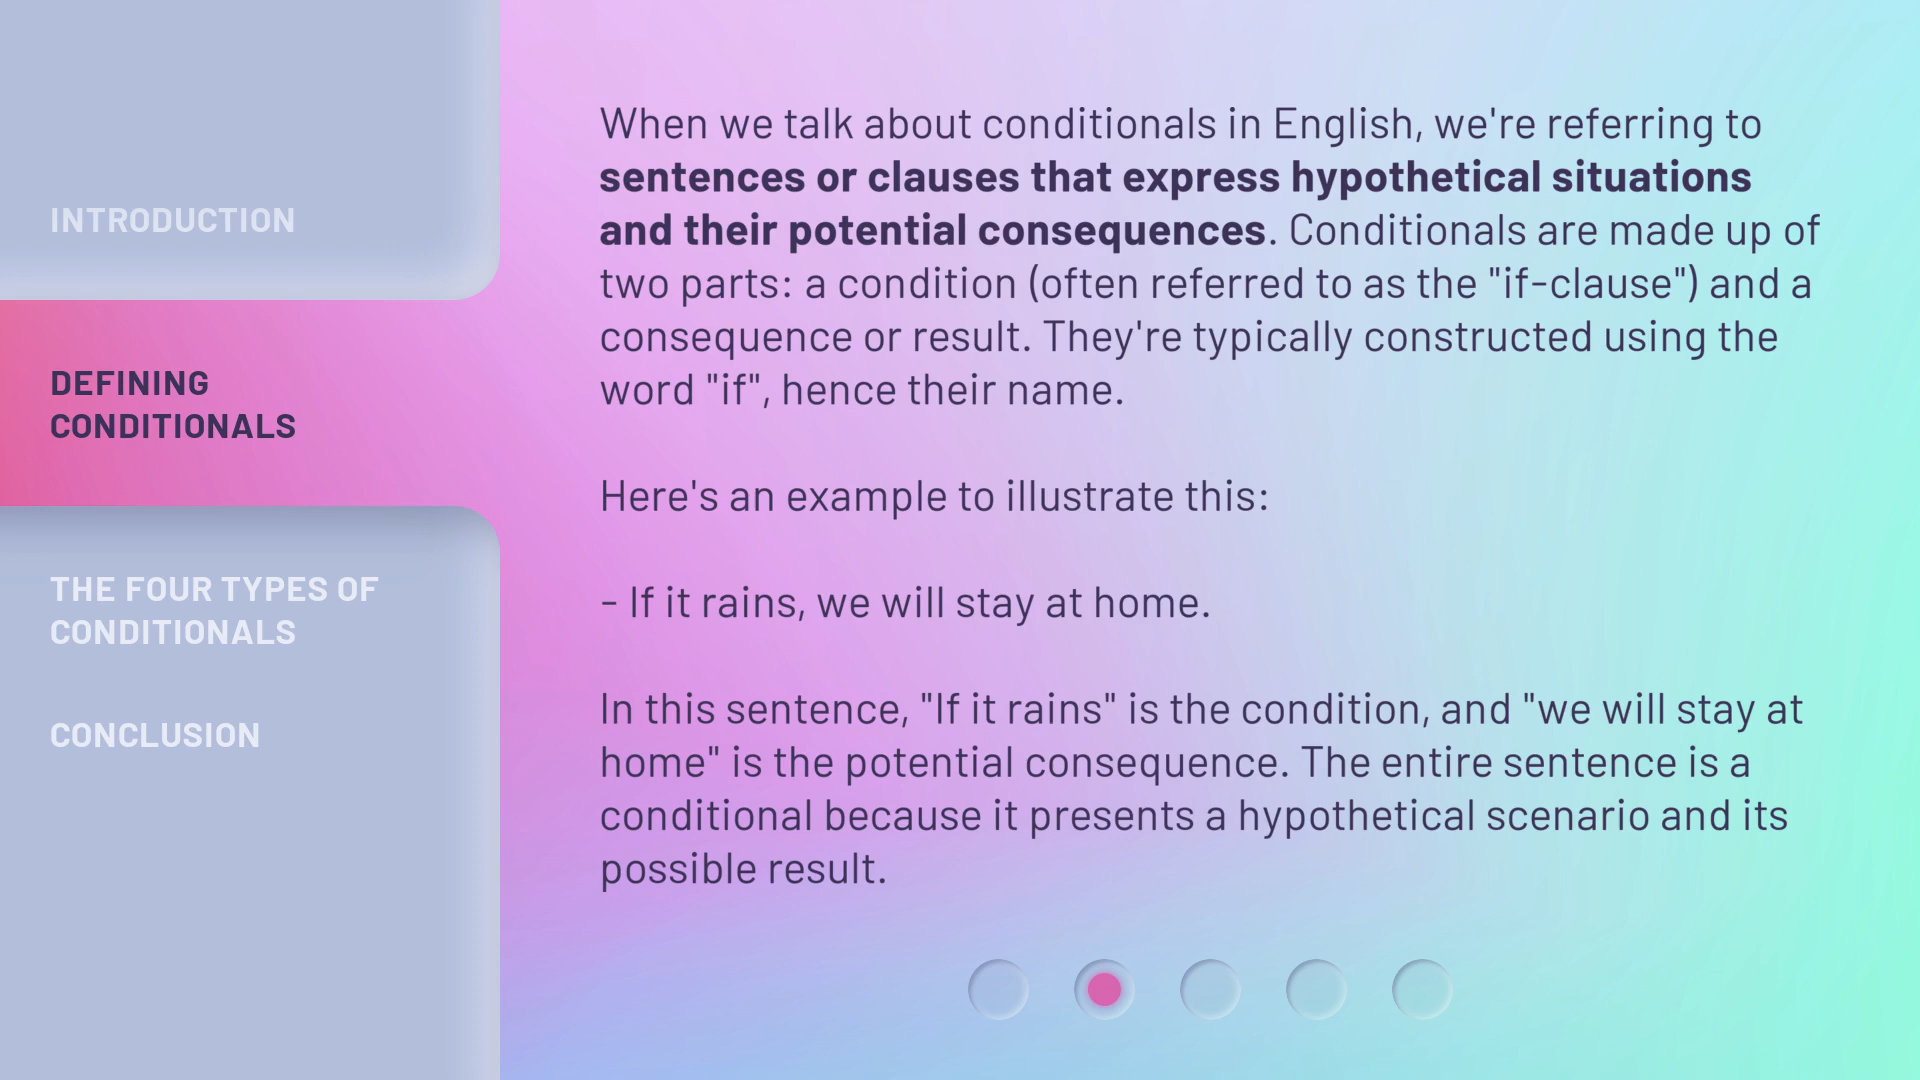 INTRODUCTION
DEFINING
CONDITIONALS
THE FOUR TYPES OF
CONDITIONALS
CONCLUSION
When we talk about conditionals in English, we're referring to
sentences or clauses that express hypothetical situations
and their potential consequences. Conditionals are made up of
two parts: a condition (often referred to as the "if-clause") and a
consequence or result. They're typically constructed using the
word "if", hence their name.
Here's an example to illustrate this:
- If it rains, we will stay at home.
In this sentence, "If it rains" is the condition, and "we will stay at
home" is the potential consequence. The entire sentence is a
conditional because it presents a hypothetical scenario and its
possible result.